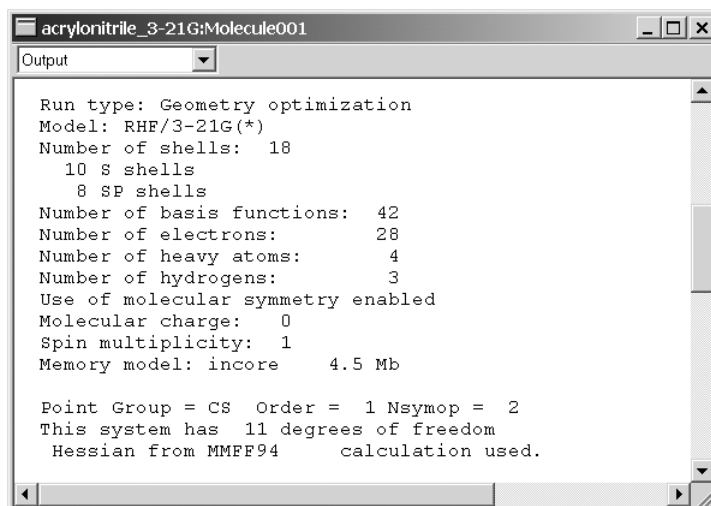 acrylonitrile_3-21G:Molecule001
Output
Run type: Geometry optimization
Model: RHF/3-21G(*)
Number of shells:  18
   10 S shells
    8 SP shells
Number of basis functions:  42
Number of electrons:        28
Number of heavy atoms:       4
Number of hydrogens:         3
Use of molecular symmetry enabled
Molecular charge:   0
Spin multiplicity:  1
Memory model: incore    4.5 Mb
Point Group = CS  Order =  1 Nsymop =  2
This system has  11 degrees of freedom
 Hessian from MMFF94     calculation used.